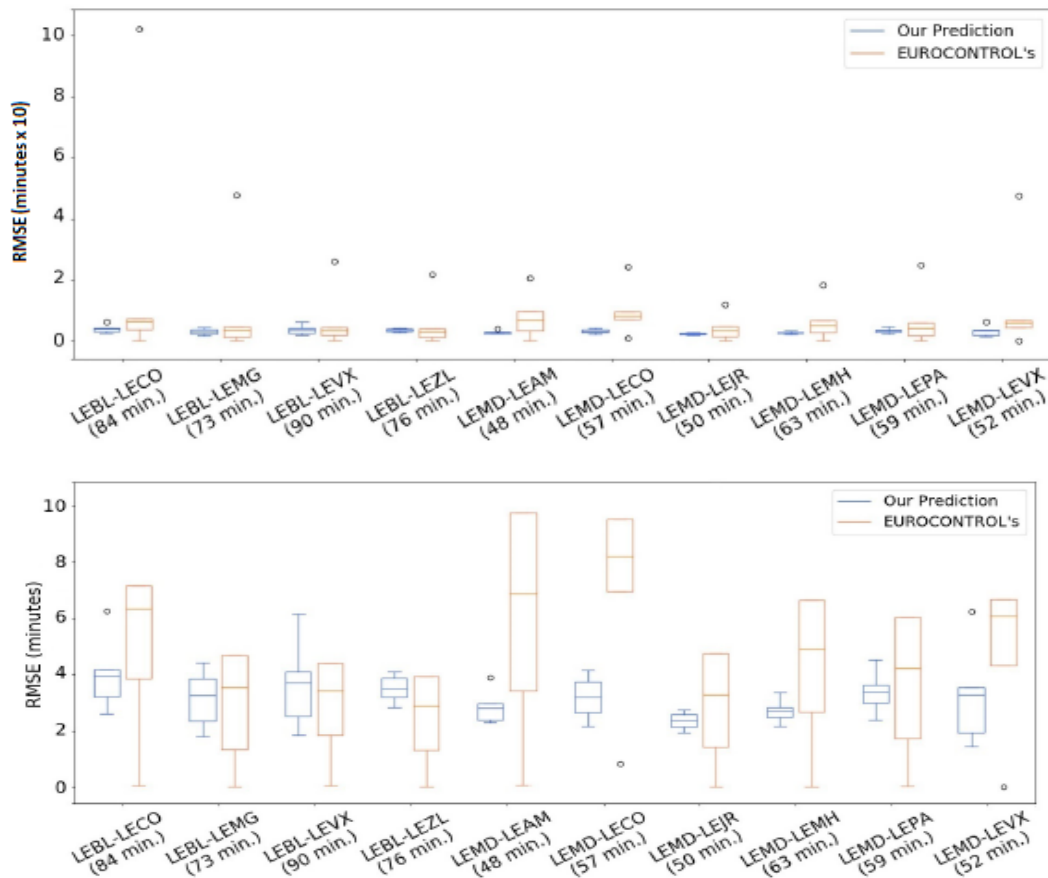 10
8
6
4
2
0
RMSE (minutes x 10)
Our Prediction
EUROCONTROL's
LEBL-LECO
(84 min.)
LEBL-LEMG
(73 min.)
LEBL-LEVX
(90 min.)
LEBL-LEZL
(76 min.)
LEMD-LEAM
(48 min.)
LEMD-LECO
(57 min.)
LEMD-LEJR
(50 min.)
LEMD-LEMH
(63 min.)
LEMD-LEPA
(59 min.)
LEMD-LEVX
(52 min.)
10
8
6
4
2
0
RMSE (minutes)
Our Prediction
EUROCONTROL's
LEBL-LECO
(84 min.)
LEBL-LEMG
(73 min.)
LEBL-LEVX
(90 min.)
LEBL-LEZL
(76 min.)
LEMD-LEAM
(48 min.)
LEMD-LECO
(57 min.)
LEMD-LEJR
(50 min.)
LEMD-LEMH
(63 min.)
LEMD-LEPA
(59 min.)
LEMD-LEVX
(52 min.)